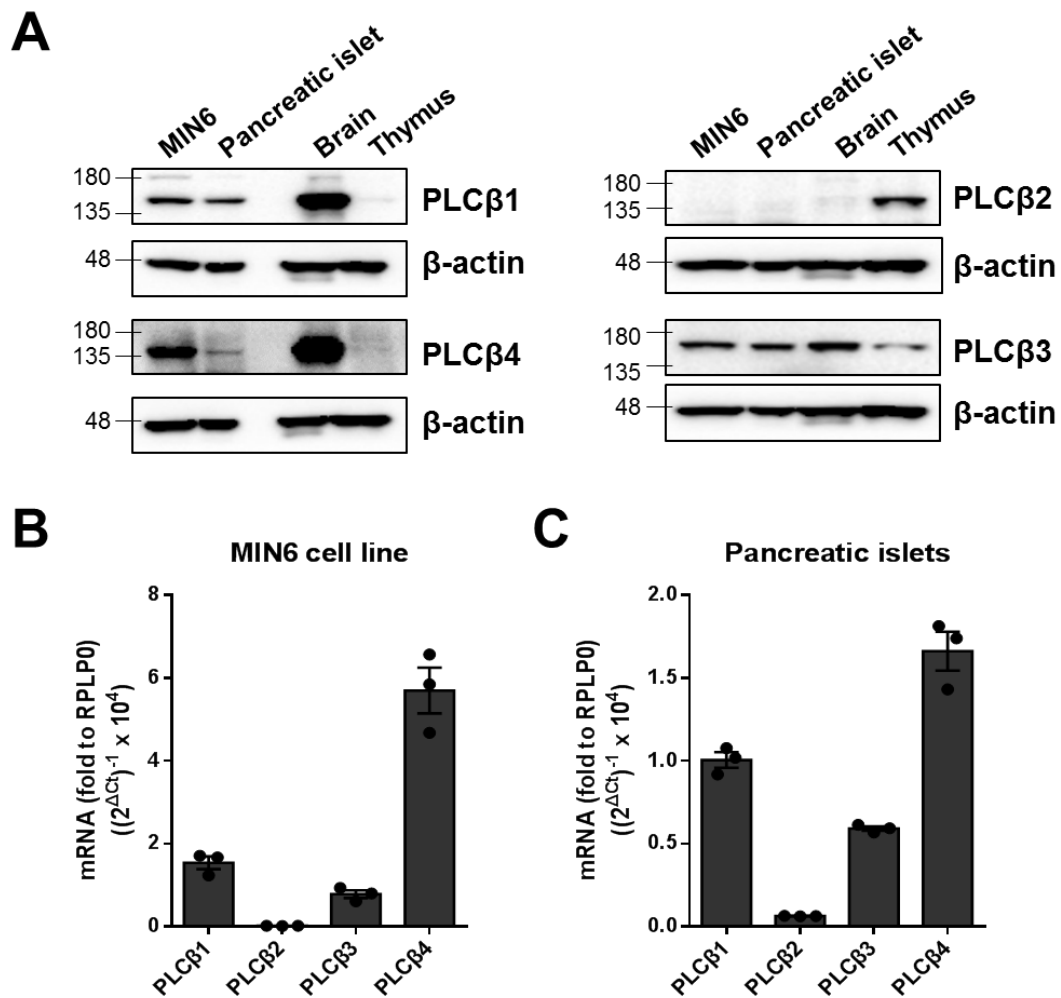 A
MIN6 Pancreatic islet Brain Thymus
180
135
PLCβ1
48
β-actin
180
135
PLCβ4
48
β-actin
MIN6 Pancreatic islet Brain Thymus
180
135
PLCβ2
48
β-actin
180
135
PLCβ3
48
β-actin
B
MIN6 cell line
mRNA (fold to RPLP0)
((2^ΔCt)^-1 x 10^4)
8
6
4
2
0
PLCβ1 PLCβ2 PLCβ3 PLCβ4
C
Pancreatic islets
mRNA (fold to RPLP0)
((2^ΔCt)^-1 x 10^4)
2.0
1.5
1.0
0.5
0.0
PLCβ1 PLCβ2 PLCβ3 PLCβ4